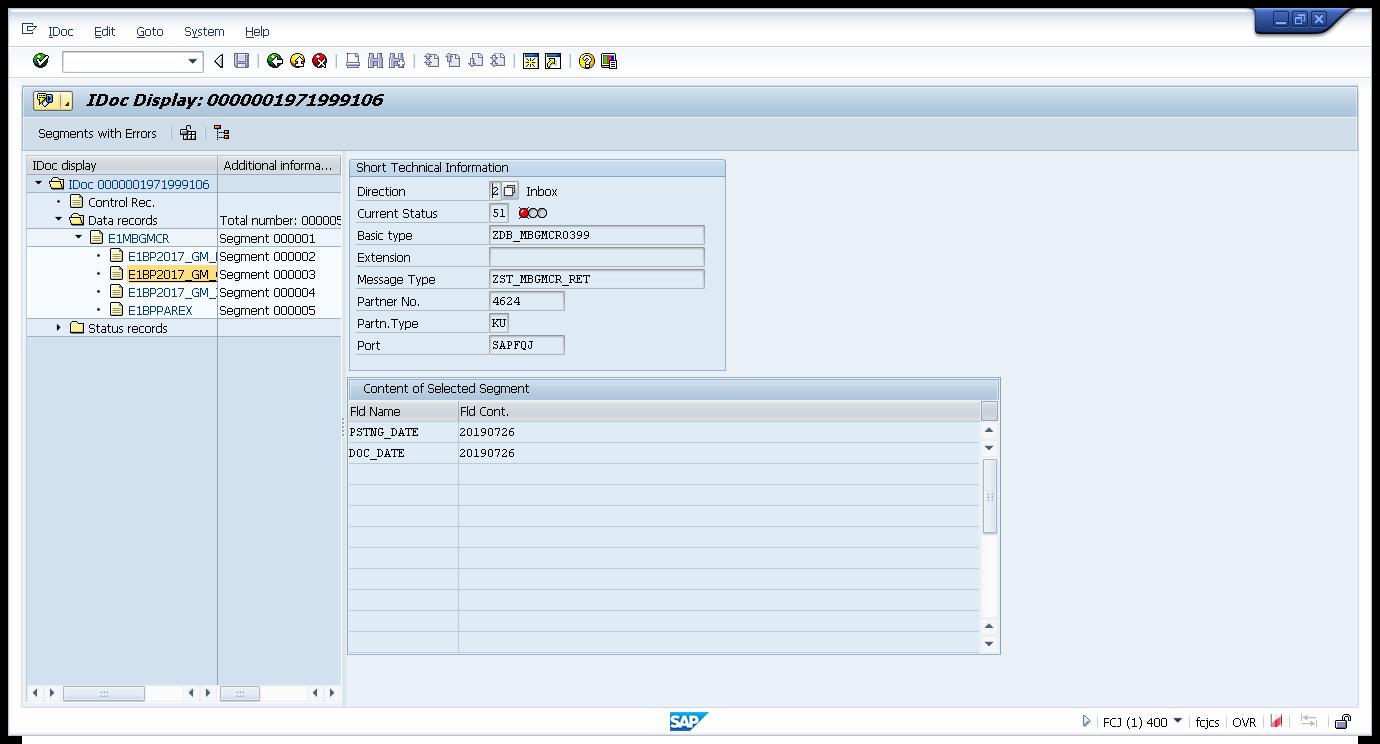 IDoc Edit Goto System Help
IDoc Display: 0000001971999106
Segments with Errors
IDoc display Additional informa...
IDoc 0000001971999106
Control Rec.
Data records Total number: 000005
E1MBGMCR Segment 000001
E1BP2017_GM_ Segment 000002
E1BP2017_GM_ Segment 000003
E1BP2017_GM_ Segment 000004
E1BPPAREX Segment 000005
Status records
Short Technical Information
Direction 2 Inbox
Current Status 51
Basic type ZDB_MBGMCR0399
Extension
Message Type ZST_MBGMCR_RET
Partner No. 4624
Partn.Type KU
Port SAPFQJ
Content of Selected Segment
Fld Name Fld Cont.
PSTNG_DATE 20190726
DOC_DATE 20190726
SAP
FCJ (1) 400 fcjcs OVR